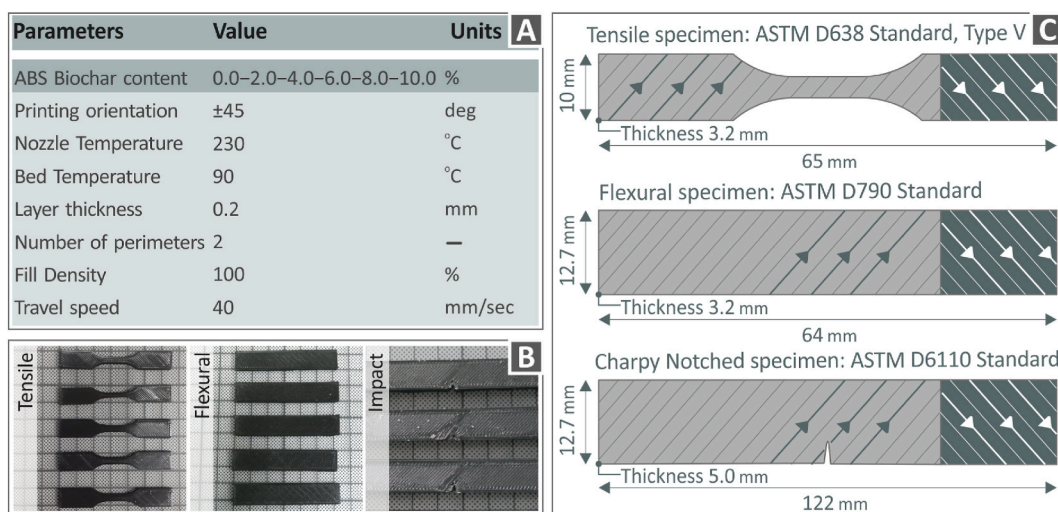 Parameters Value Units A
ABS Biochar content 0.0–2.0–4.0–6.0–8.0–10.0 %
Printing orientation ±45 deg
Nozzle Temperature 230 °C
Bed Temperature 90 °C
Layer thickness 0.2 mm
Number of perimeters 2 –
Fill Density 100 %
Travel speed 40 mm/sec
B
Tensile
Flexural
Impact
C
Tensile specimen: ASTM D638 Standard, Type V
10 mm
Thickness 3.2 mm
65 mm
Flexural specimen: ASTM D790 Standard
12.7 mm
Thickness 3.2 mm
64 mm
Charpy Notched specimen: ASTM D6110 Standard
12.7 mm
Thickness 5.0 mm
122 mm